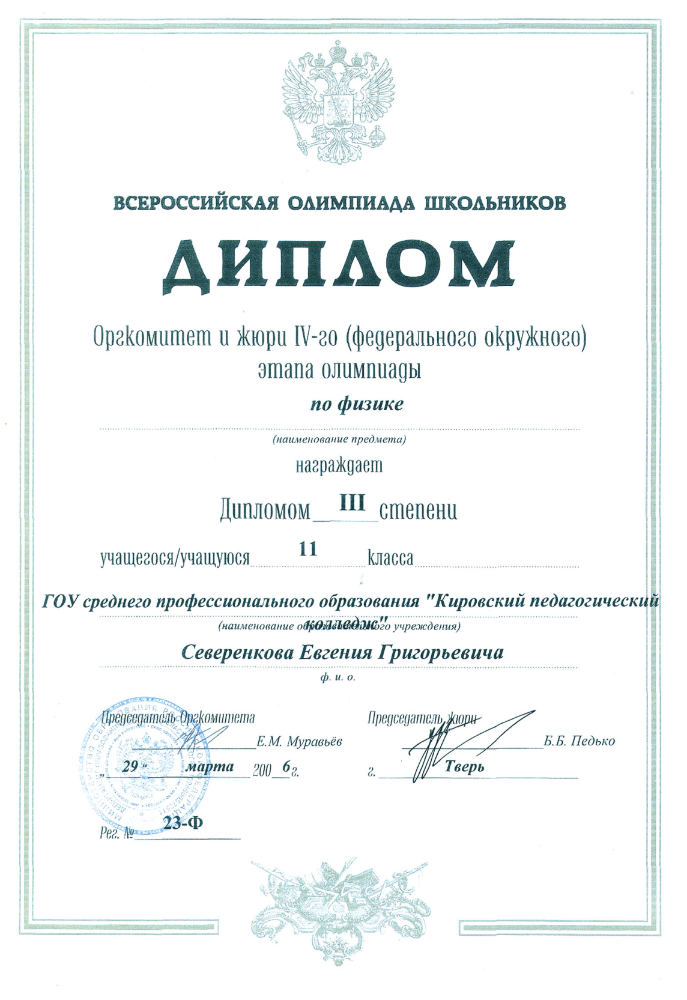 ВСЕРОССИЙСКАЯ ОЛИМПИАДА ШКОЛЬНИКОВ
ДИПЛОМ
Оргкомитет и жюри IV-го (федерального окружного)
этапа олимпиады
по физике
(наименование предмета)
награждает
Дипломом III степени
учащегося/учащуюся 11 класса
ГОУ среднего профессионального образования "Кировский педагогический
колледж"
(наименование образовательного учреждения)
Северенкова Евгения Григорьевича
ф. и. о.
Председатель Оргкомитета
Председатель жюри
Е.М. Муравьёв
Б.Б. Педько
„ 29 “ марта 200 6 г.
г. Тверь
Рег. № 23-Ф